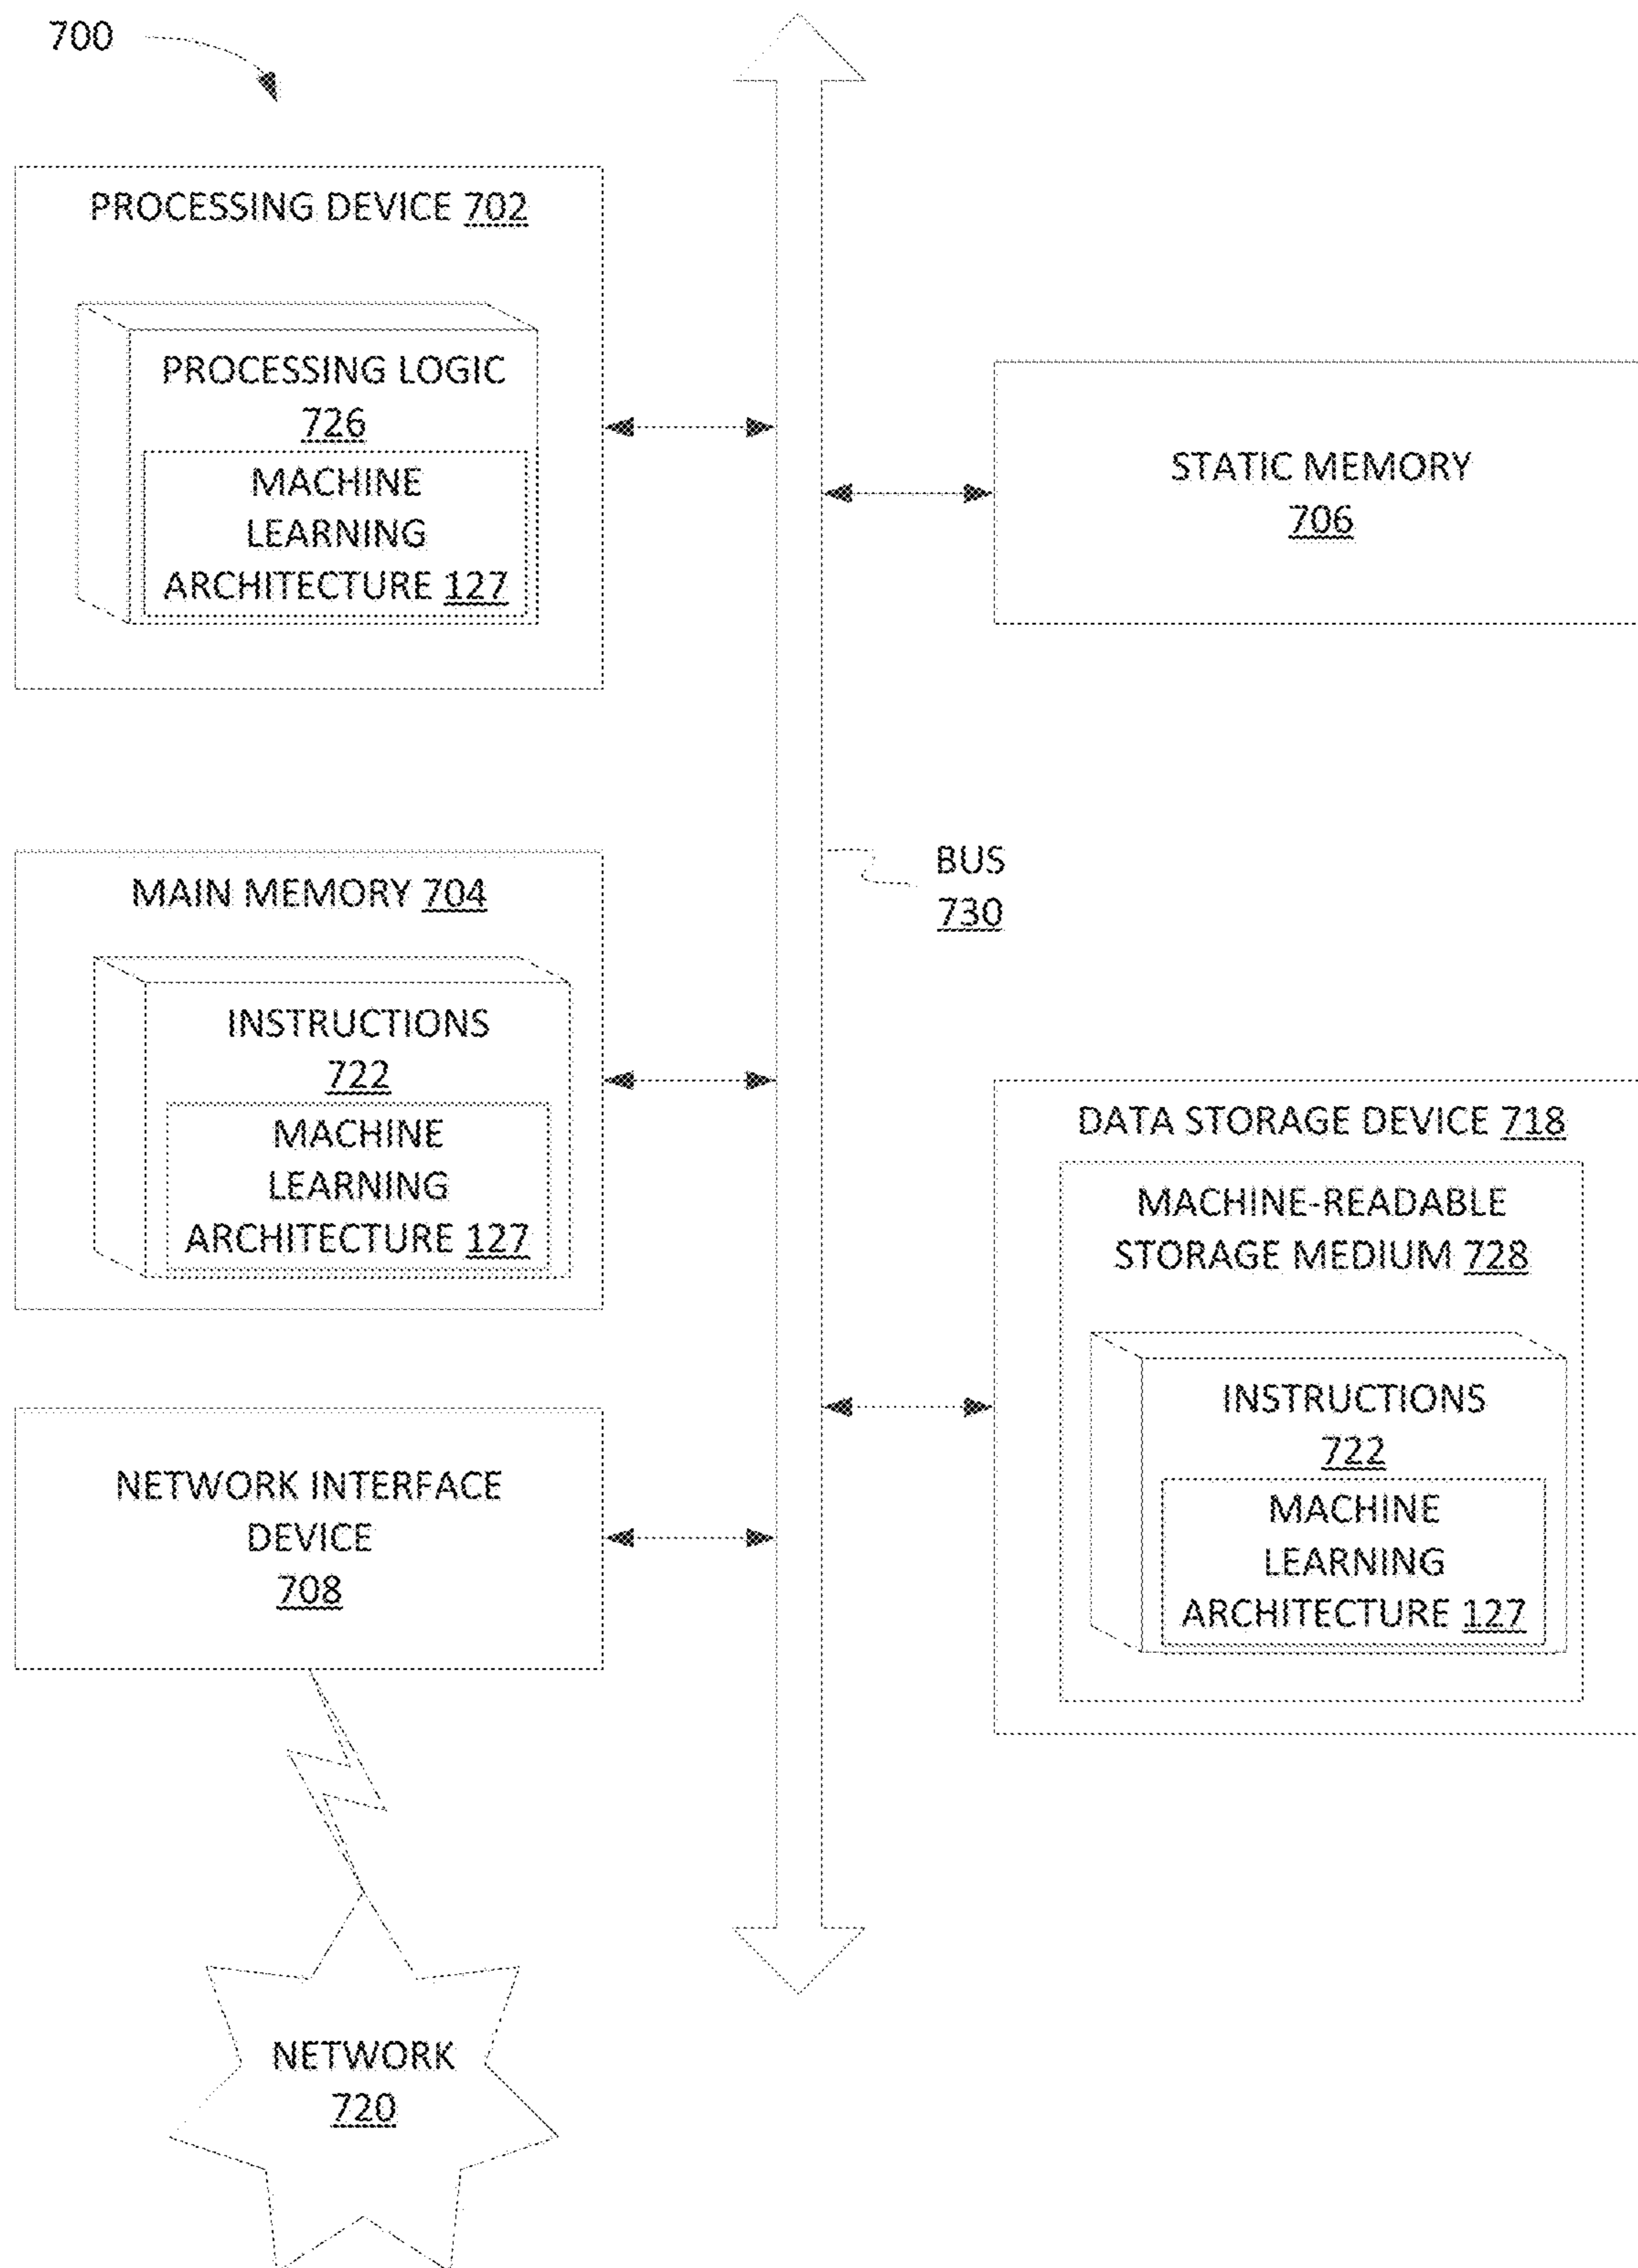 700
PROCESSING DEVICE 702
PROCESSING LOGIC
726
MACHINE
LEARNING
ARCHITECTURE 127
STATIC MEMORY
706
MAIN MEMORY 704
INSTRUCTIONS
722
MACHINE
LEARNING
ARCHITECTURE 127
BUS
730
DATA STORAGE DEVICE 718
MACHINE-READABLE
STORAGE MEDIUM 728
INSTRUCTIONS
722
MACHINE
LEARNING
ARCHITECTURE 127
NETWORK INTERFACE
DEVICE
708
NETWORK
720